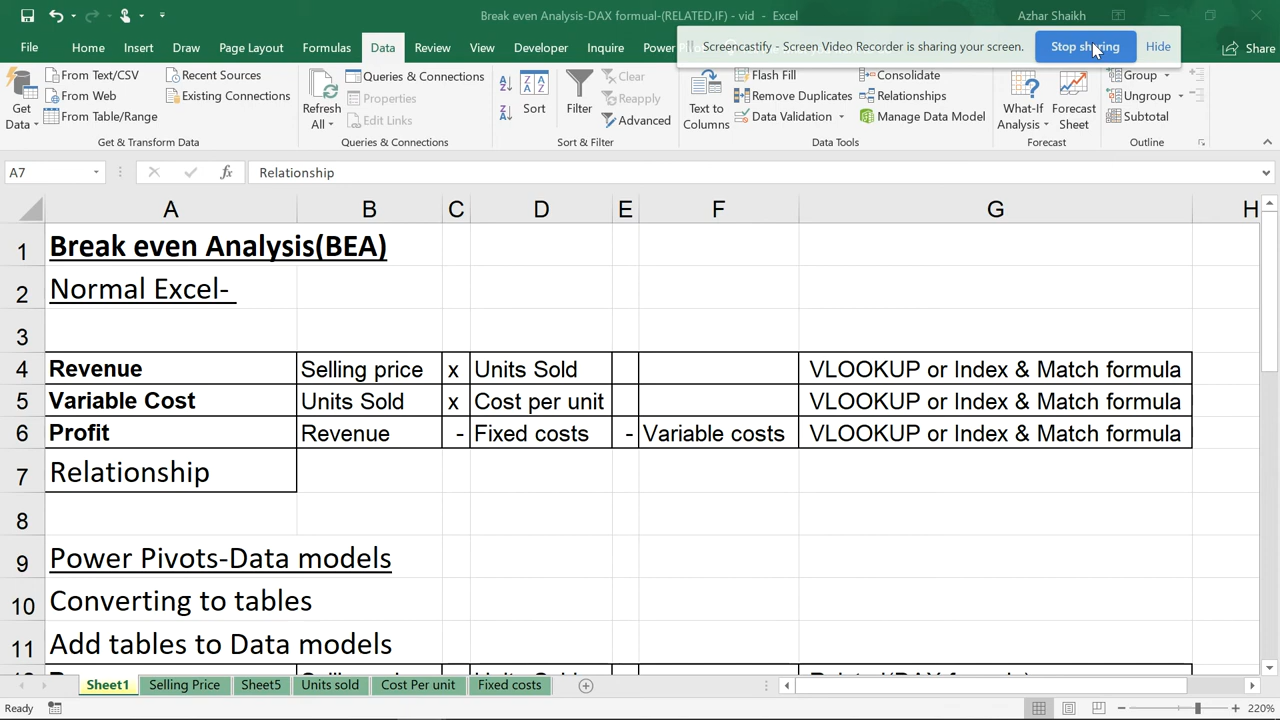 Break even Analysis-DAX formual-(RELATED,IF) - vid - Excel
Azhar Shaikh
File Home Insert Draw Page Layout Formulas Data Review View Developer Inquire Power
Screencastify - Screen Video Recorder is sharing your screen. Stop sharing Hide
Share
Get Data
From Text/CSV
From Web
From Table/Range
Recent Sources
Existing Connections
Get & Transform Data
Refresh All
Queries & Connections
Properties
Edit Links
Queries & Connections
Sort
Filter
Clear
Reapply
Advanced
Sort & Filter
Text to Columns
Flash Fill
Remove Duplicates
Data Validation
Consolidate
Relationships
Manage Data Model
Data Tools
What-If Analysis
Forecast Sheet
Forecast
Group
Ungroup
Subtotal
Outline
A7 fx Relationship
A B C D E F G H
1 Break even Analysis(BEA)
2 Normal Excel-
3
4 Revenue Selling price x Units Sold VLOOKUP or Index & Match formula
5 Variable Cost Units Sold x Cost per unit VLOOKUP or Index & Match formula
6 Profit Revenue - Fixed costs - Variable costs VLOOKUP or Index & Match formula
7 Relationship
8
9 Power Pivots-Data models
10 Converting to tables
11 Add tables to Data models
Sheet1 Selling Price Sheet5 Units sold Cost Per unit Fixed costs
Ready 220%